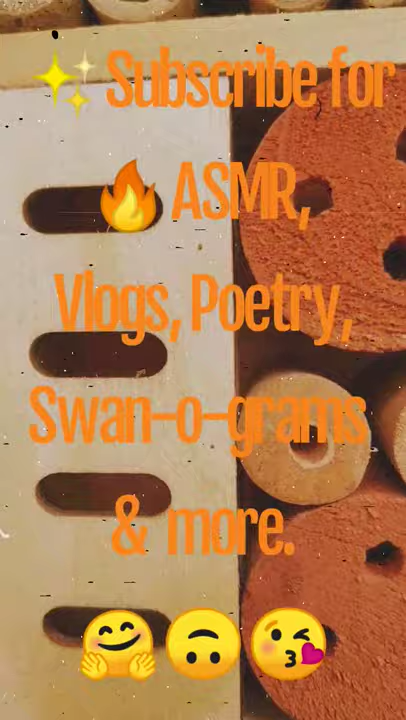 ✨ Subscribe for
🔥 ASMR,
Vlogs, Poetry,
Swan-o-grams
& more.
🤗🙃😘